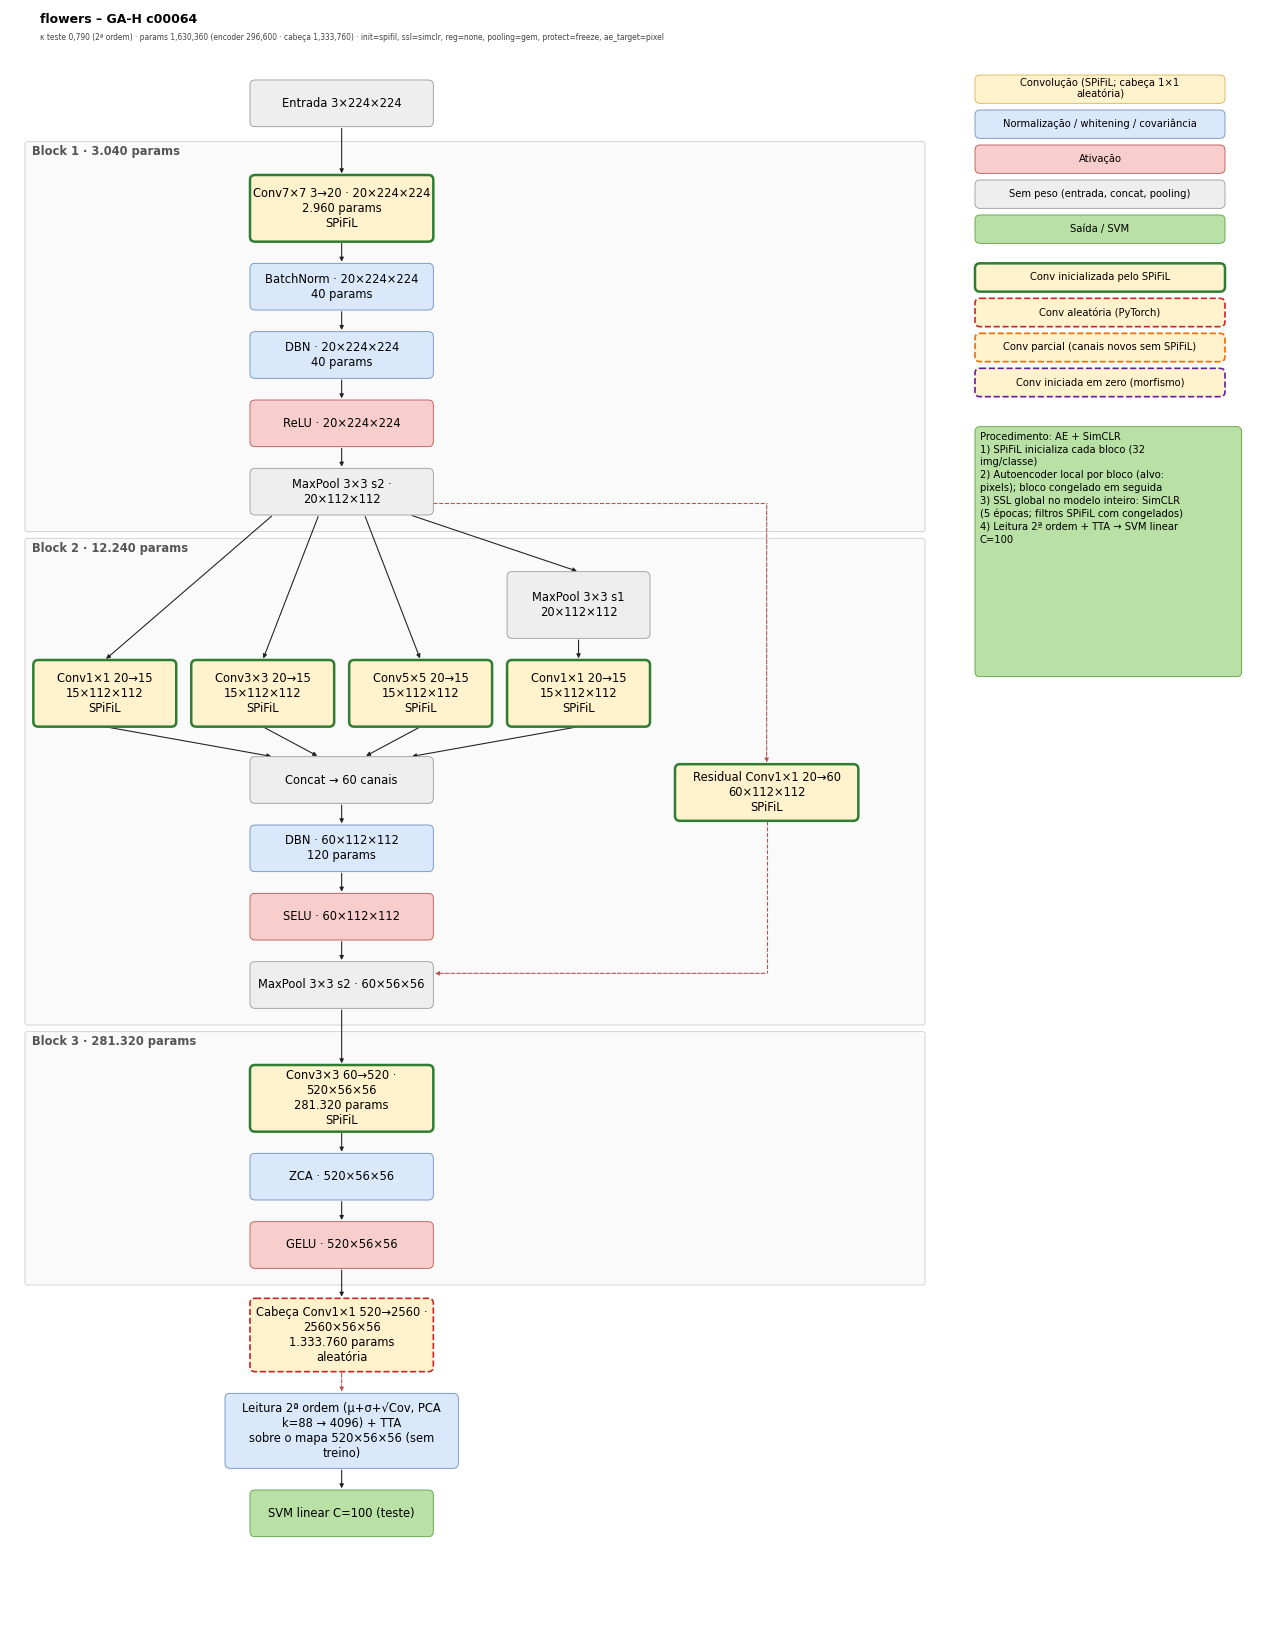 flowers – GA-H c00064
κ teste 0,790 (2ª ordem) · params 1,630,360 (encoder 296,600 · cabeça 1,333,760) · init=spifil, ssl=simclr, reg=none, pooling=gem, protect=freeze, ae_target=pixel
Entrada 3×224×224
Block 1 · 3.040 params
Conv7×7 3→20 · 20×224×224
2.960 params
SPiFiL
BatchNorm · 20×224×224
40 params
DBN · 20×224×224
40 params
ReLU · 20×224×224
MaxPool 3×3 s2 ·
20×112×112
Block 2 · 12.240 params
MaxPool 3×3 s1
20×112×112
Conv1×1 20→15
15×112×112
SPiFiL
Conv3×3 20→15
15×112×112
SPiFiL
Conv5×5 20→15
15×112×112
SPiFiL
Conv1×1 20→15
15×112×112
SPiFiL
Concat → 60 canais
Residual Conv1×1 20→60
60×112×112
SPiFiL
DBN · 60×112×112
120 params
SELU · 60×112×112
MaxPool 3×3 s2 · 60×56×56
Block 3 · 281.320 params
Conv3×3 60→520 ·
520×56×56
281.320 params
SPiFiL
ZCA · 520×56×56
GELU · 520×56×56
Cabeça Conv1×1 520→2560 ·
2560×56×56
1.333.760 params
aleatória
Leitura 2ª ordem (μ+σ+√Cov, PCA
k=88 → 4096) + TTA
sobre o mapa 520×56×56 (sem
treino)
SVM linear C=100 (teste)
Convolução (SPiFiL; cabeça 1×1
aleatória)
Normalização / whitening / covariância
Ativação
Sem peso (entrada, concat, pooling)
Saída / SVM
Conv inicializada pelo SPiFiL
Conv aleatória (PyTorch)
Conv parcial (canais novos sem SPiFiL)
Conv iniciada em zero (morfismo)
Procedimento: AE + SimCLR
1) SPiFiL inicializa cada bloco (32
img/classe)
2) Autoencoder local por bloco (alvo:
pixels); bloco congelado em seguida
3) SSL global no modelo inteiro: SimCLR
(5 épocas; filtros SPiFiL com congelados)
4) Leitura 2ª ordem + TTA → SVM linear
C=100